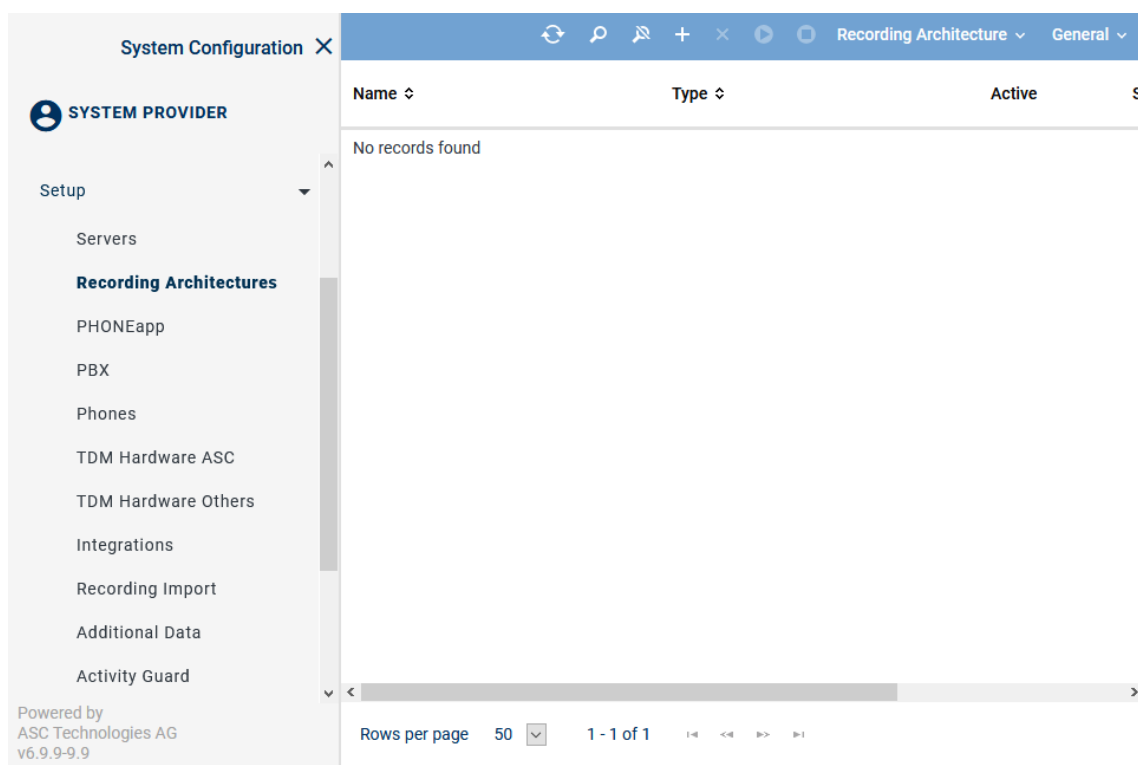 System Configuration
SYSTEM PROVIDER
Setup
Servers
Recording Architectures
PHONEapp
PBX
Phones
TDM Hardware ASC
TDM Hardware Others
Integrations
Recording Import
Additional Data
Activity Guard
Powered by
ASC Technologies AG
v6.9.9-9.9
Recording Architecture General
Name Type Active S
No records found
Rows per page 50 1 - 1 of 1